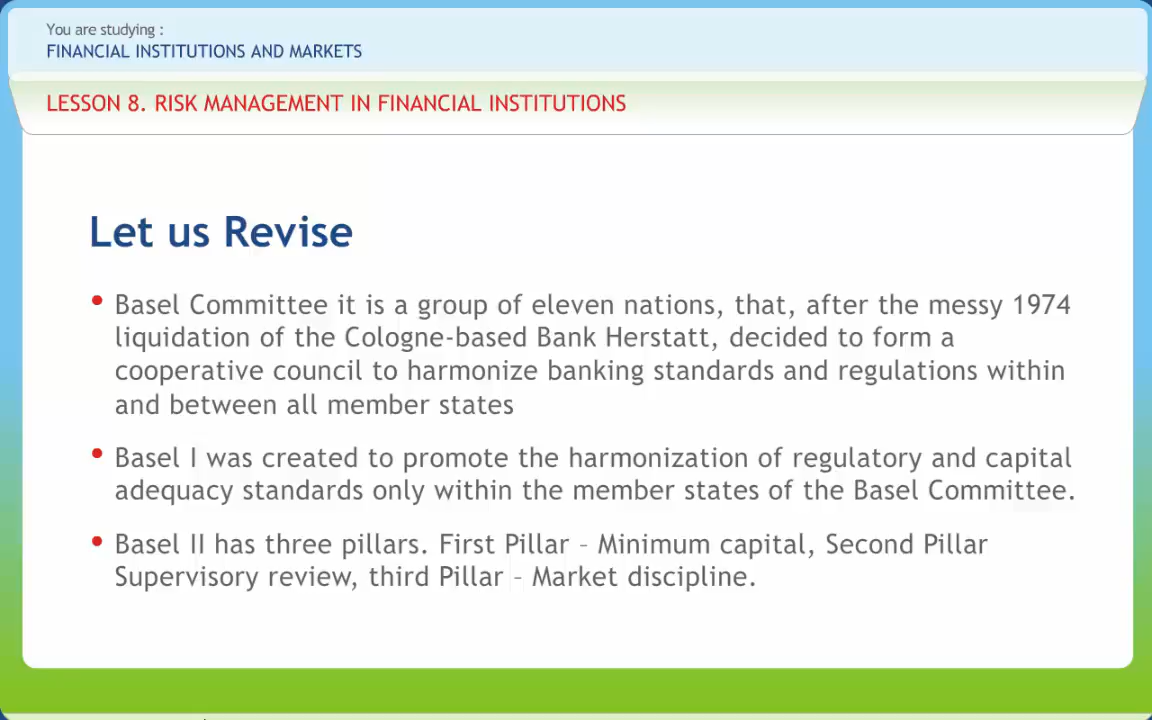 You are studying :
FINANCIAL INSTITUTIONS AND MARKETS
LESSON 8. RISK MANAGEMENT IN FINANCIAL INSTITUTIONS
Let us Revise
• Basel Committee it is a group of eleven nations, that, after the messy 1974
liquidation of the Cologne-based Bank Herstatt, decided to form a
cooperative council to harmonize banking standards and regulations within
and between all member states
• Basel I was created to promote the harmonization of regulatory and capital
adequacy standards only within the member states of the Basel Committee.
• Basel II has three pillars. First Pillar – Minimum capital, Second Pillar
Supervisory review, third Pillar – Market discipline.